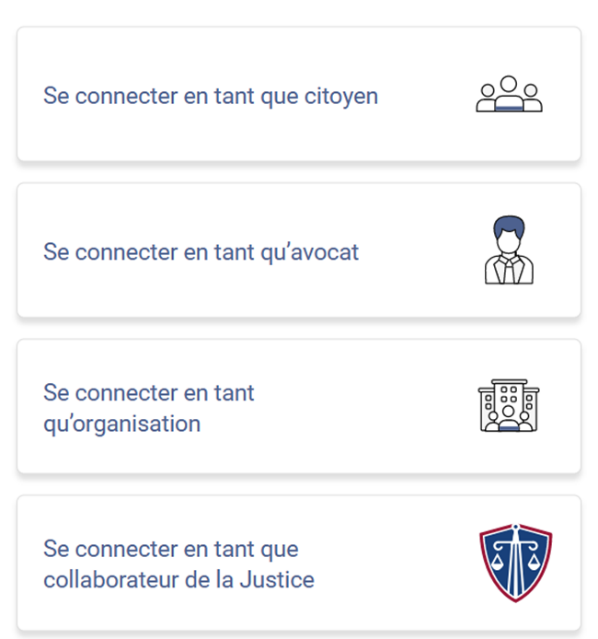 Se connecter en tant que citoyen
Se connecter en tant qu’avocat
Se connecter en tant
qu’organisation
Se connecter en tant que
collaborateur de la Justice